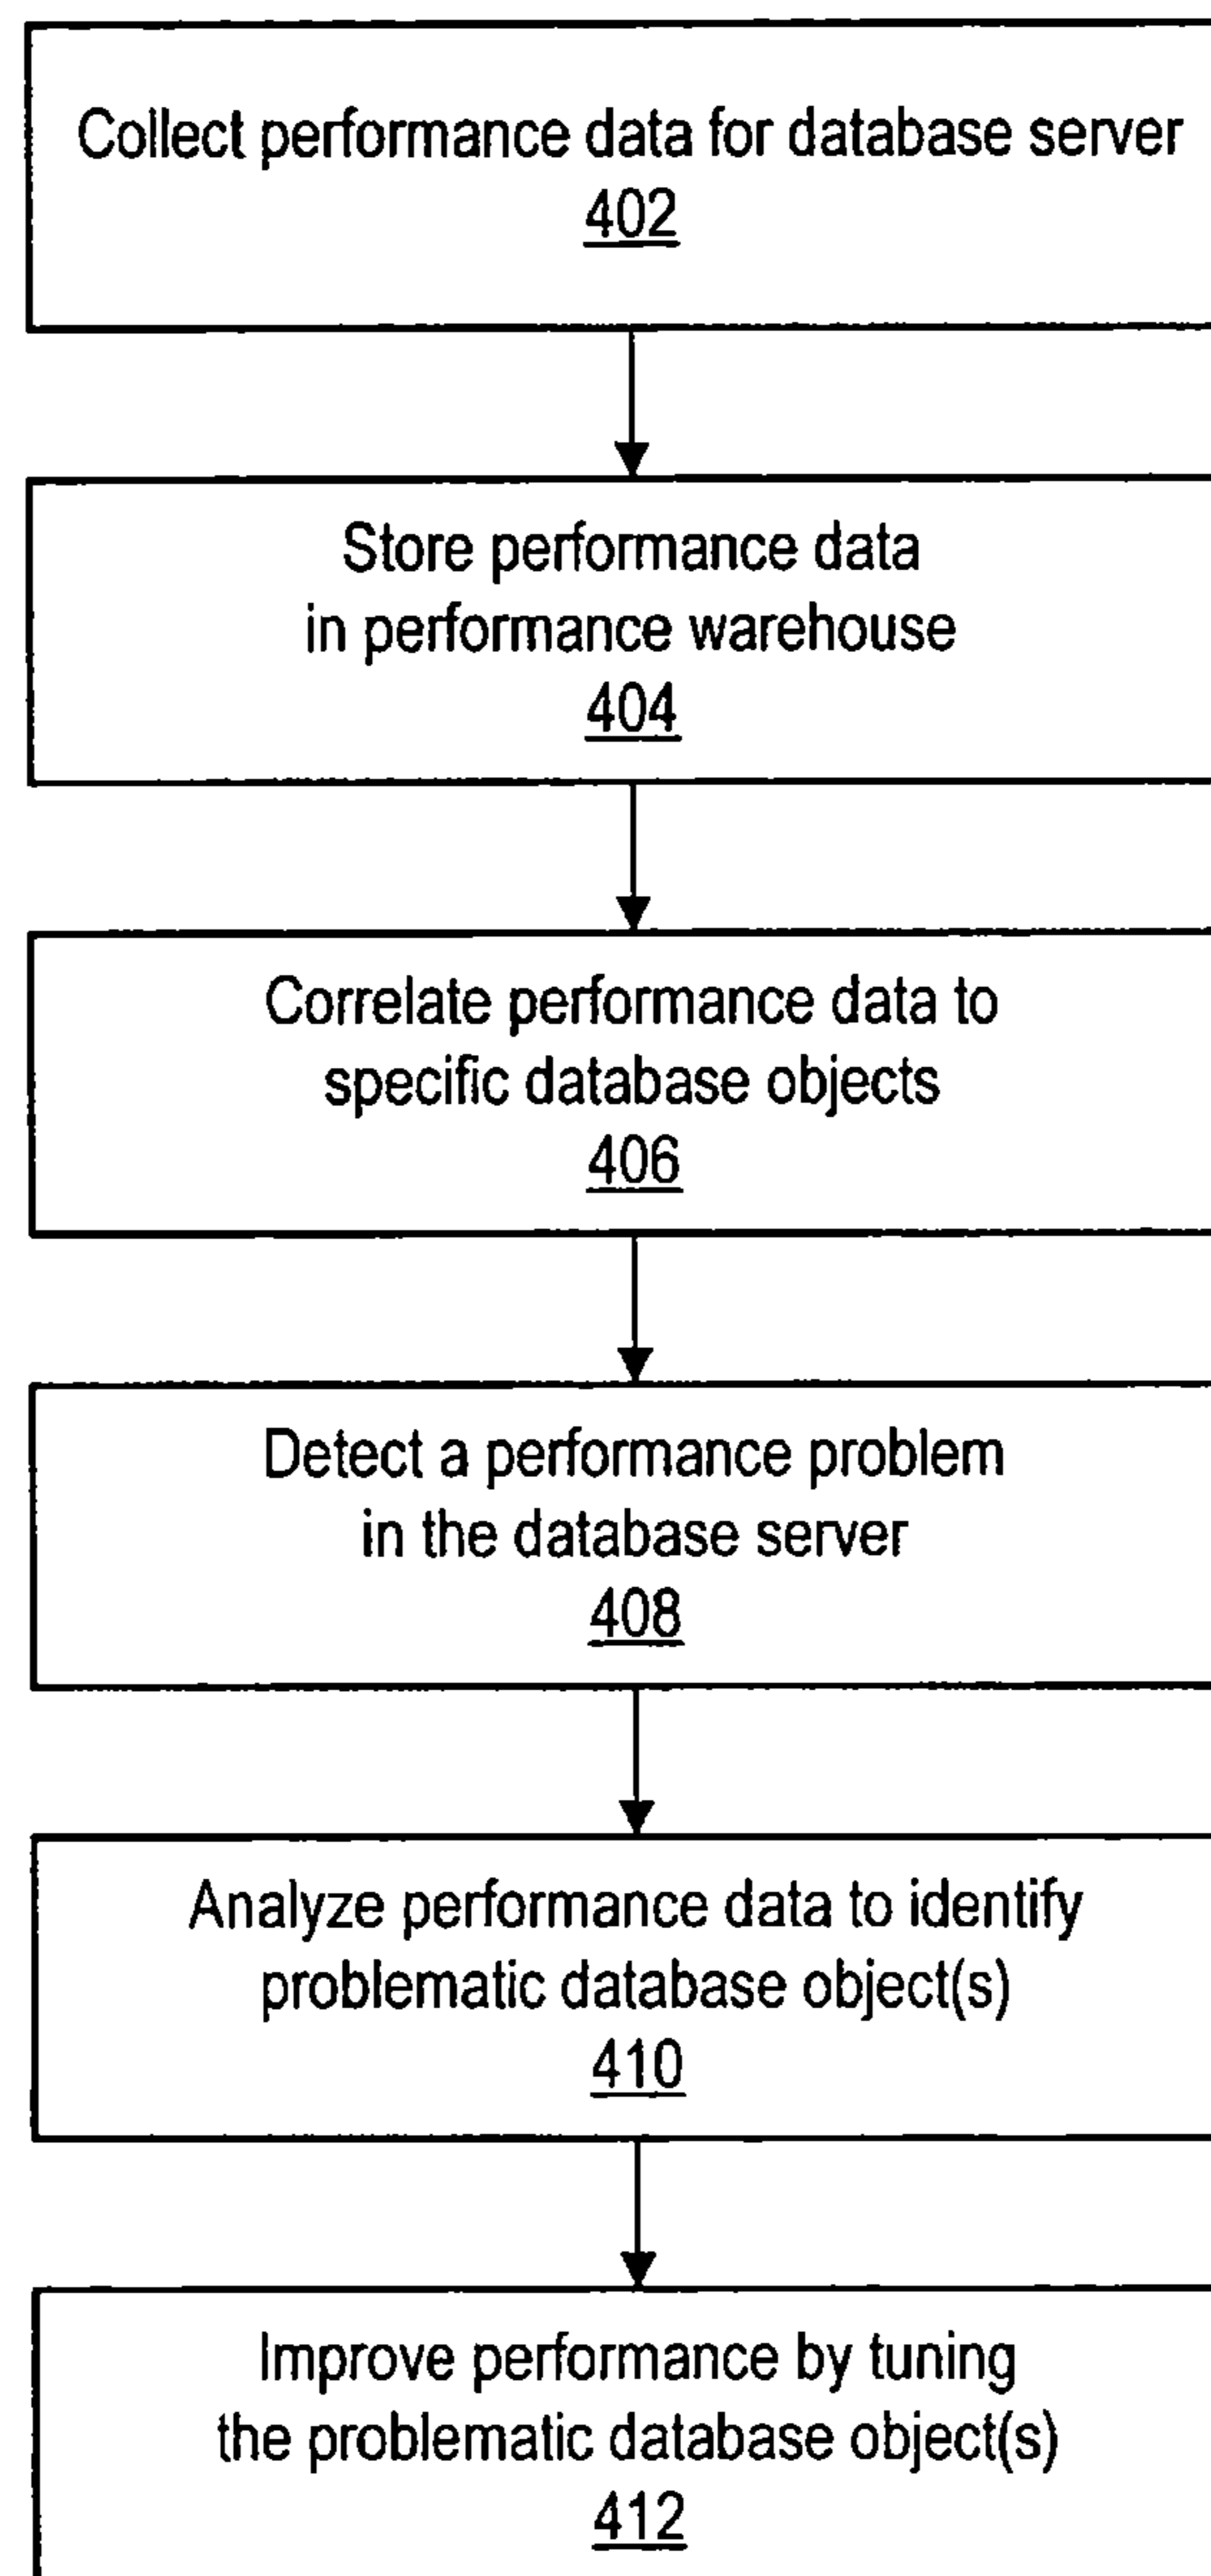 Collect performance data for database server
402
Store performance data
in performance warehouse
404
Correlate performance data to
specific database objects
406
Detect a performance problem
in the database server
408
Analyze performance data to identify
problematic database object(s)
410
Improve performance by tuning
the problematic database object(s)
412